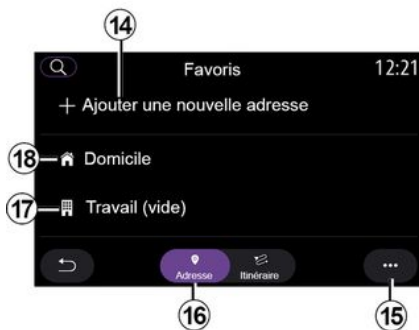 14
Favoris 12:21
+ Ajouter une nouvelle adresse
18 Domicile
17 Travail (vide)
Adresse Itinéraire
16 15